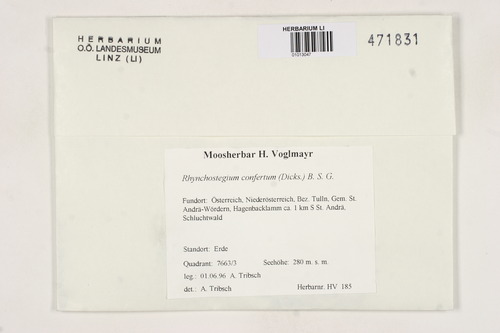 HERBARIUM
O.Ö. LANDESMUSEUM
LINZ (LI)
HERBARIUM LI
01013047
471831
Moosherbar H. Voglmayr
Rhynchostegium confertum (Dicks.) B. S. G.
Fundort: Österreich, Niederösterreich, Bez. Tulln, Gem. St.
Andrä-Wördern, Hagenbachklamm ca. 1 km S St. Andrä,
Schluchtwald
Standort: Erde
Quadrant: 7663/3 Seehöhe: 280 m. s. m.
leg.: 01.06.96 A. Tribsch
det.: A. Tribsch Herbarnr. HV 185